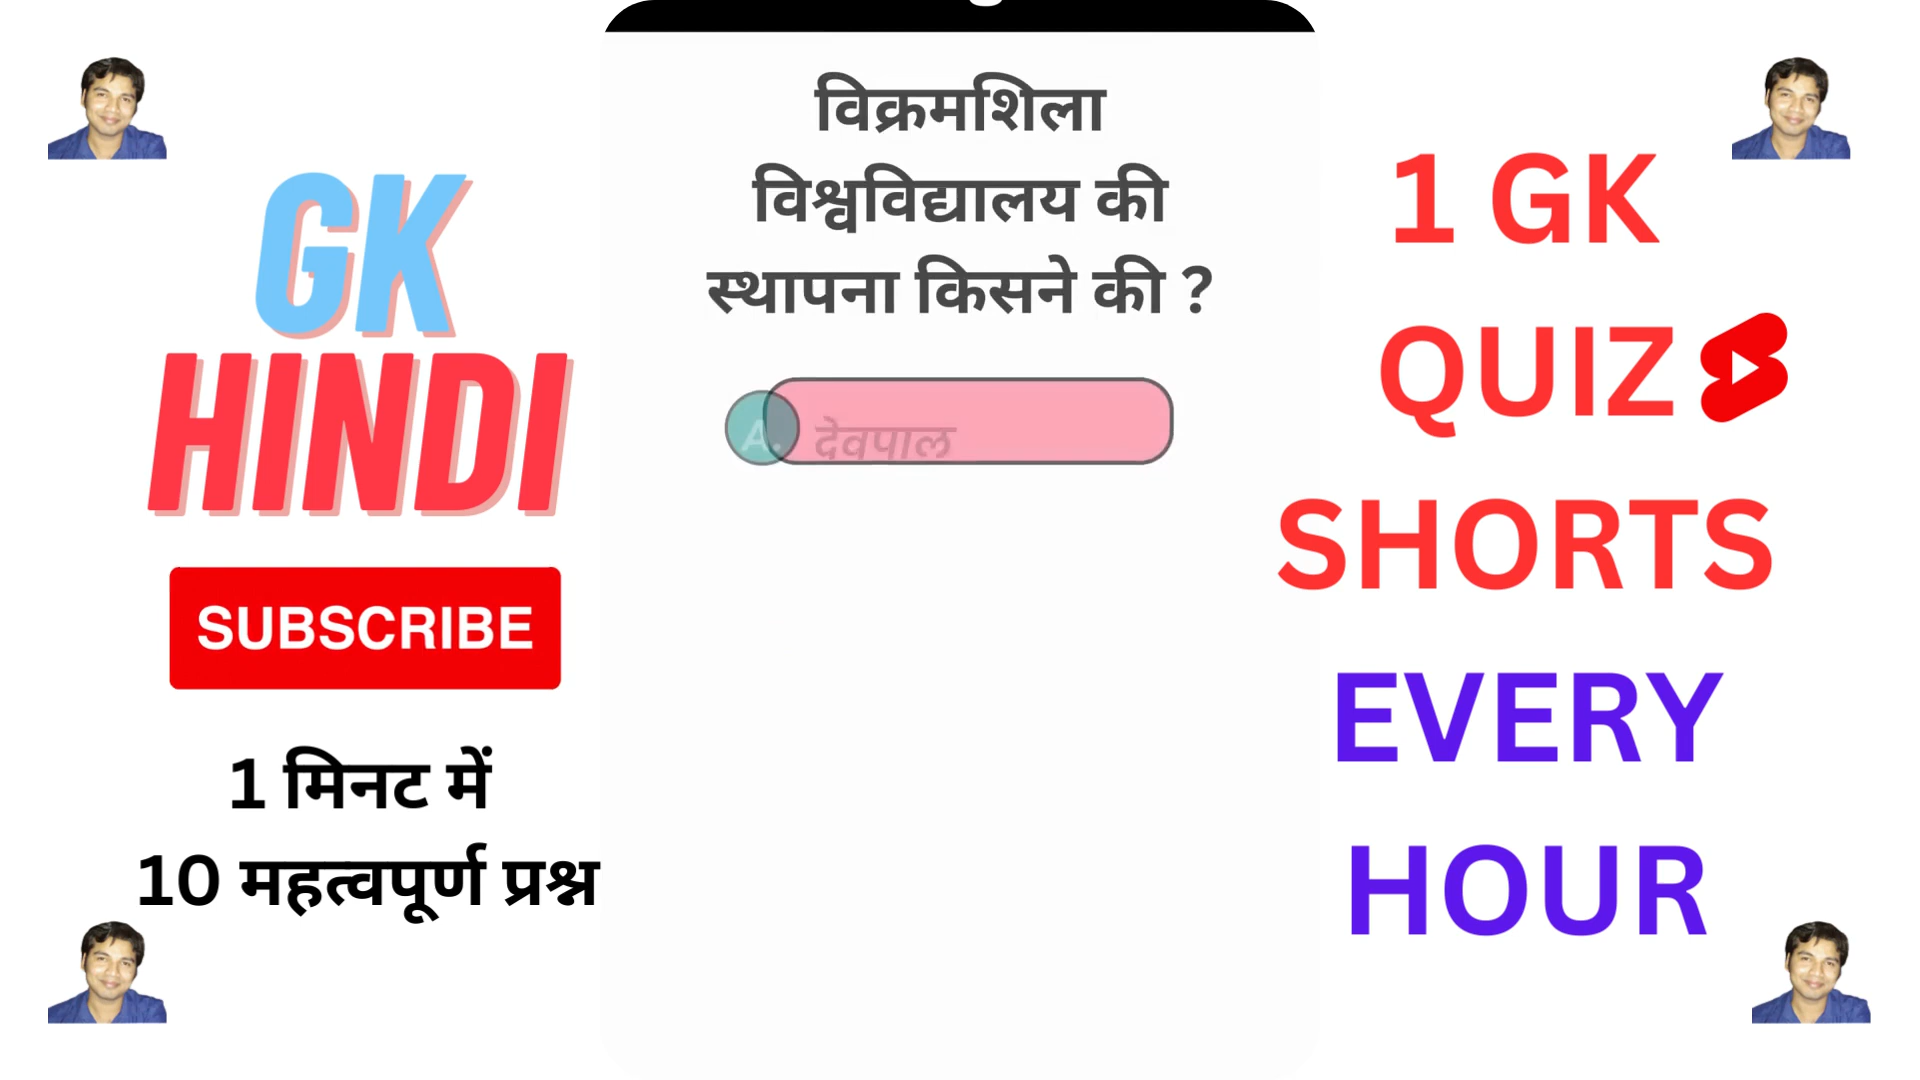 GK
HINDI
SUBSCRIBE
1 मिनट में
10 महत्वपूर्ण प्रश्न
विक्रमशिला
विश्वविद्यालय की
स्थापना किसने की ?
A. देवपाल
1 GK
QUIZ
SHORTS
EVERY
HOUR